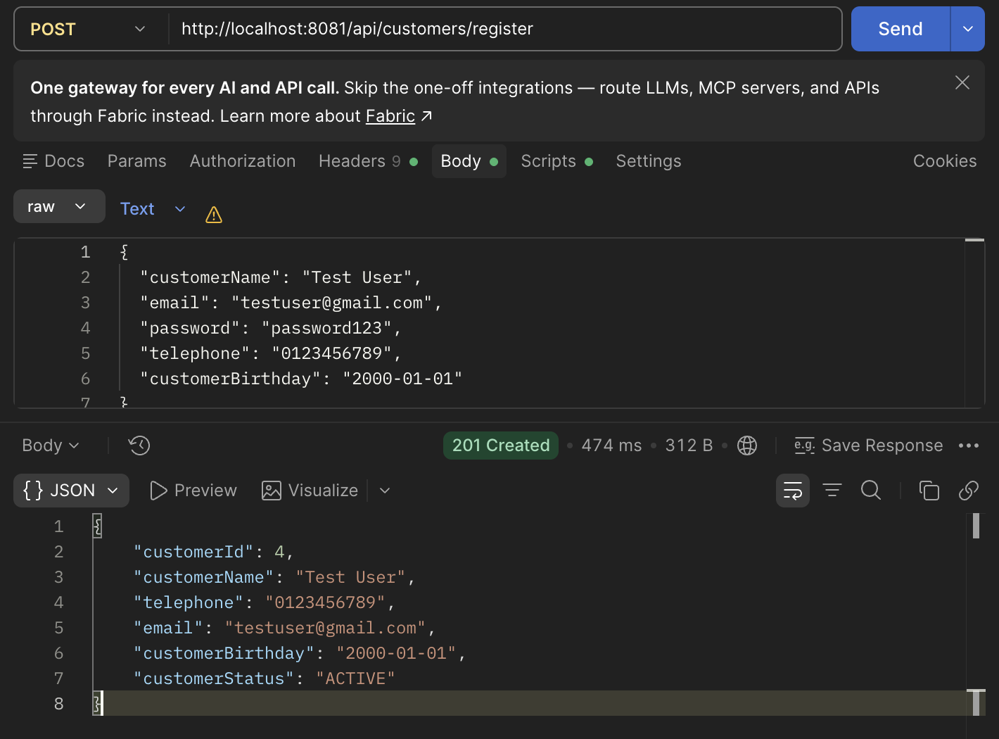 POST http://localhost:8081/api/customers/register Send
One gateway for every AI and API call. Skip the one-off integrations — route LLMs, MCP servers, and APIs
through Fabric instead. Learn more about Fabric ↗
Docs Params Authorization Headers 9 Body Scripts Settings Cookies
raw Text
1 {
2 "customerName": "Test User",
3 "email": "testuser@gmail.com",
4 "password": "password123",
5 "telephone": "0123456789",
6 "customerBirthday": "2000-01-01"
7 }
Body 201 Created • 474 ms • 312 B • e.g. Save Response
{ } JSON Preview Visualize
1 {
2 "customerId": 4,
3 "customerName": "Test User",
4 "telephone": "0123456789",
5 "email": "testuser@gmail.com",
6 "customerBirthday": "2000-01-01",
7 "customerStatus": "ACTIVE"
8 }